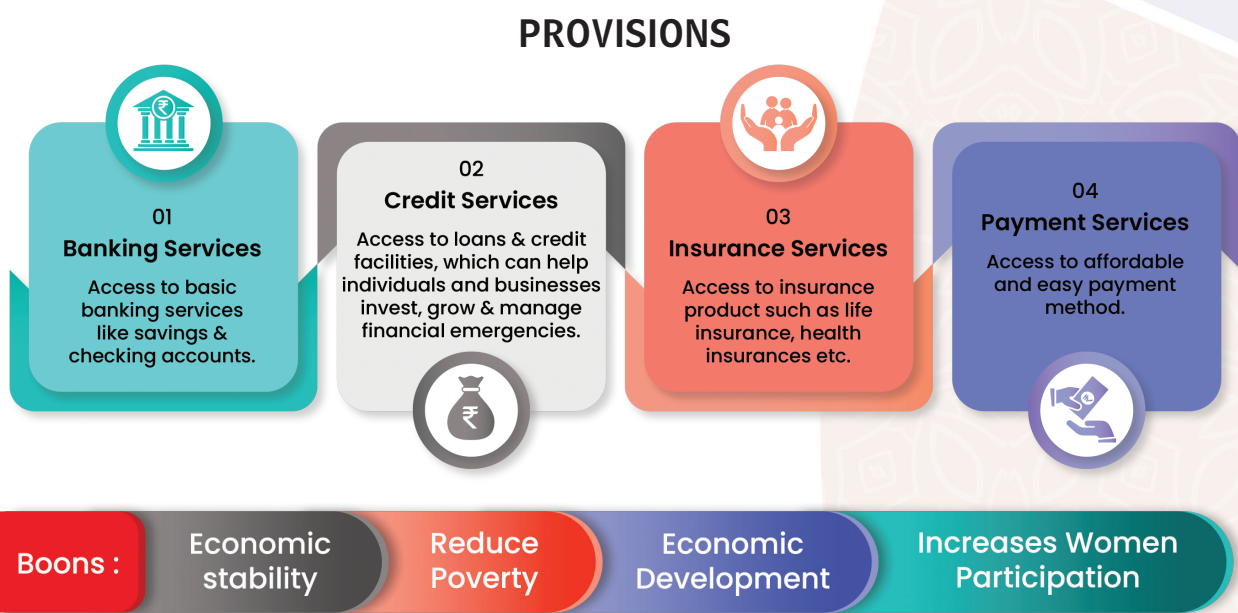 PROVISIONS
01
Banking Services
Access to basic
banking services
like savings &
checking accounts.
02
Credit Services
Access to loans & credit
facilities, which can help
individuals and businesses
invest, grow & manage
financial emergencies.
03
Insurance Services
Access to insurance
product such as life
insurance, health
insurances etc.
04
Payment Services
Access to affordable
and easy payment
method.
₹
₹
Boons :
Economic
stability
Reduce
Poverty
Economic
Development
Increases Women
Participation